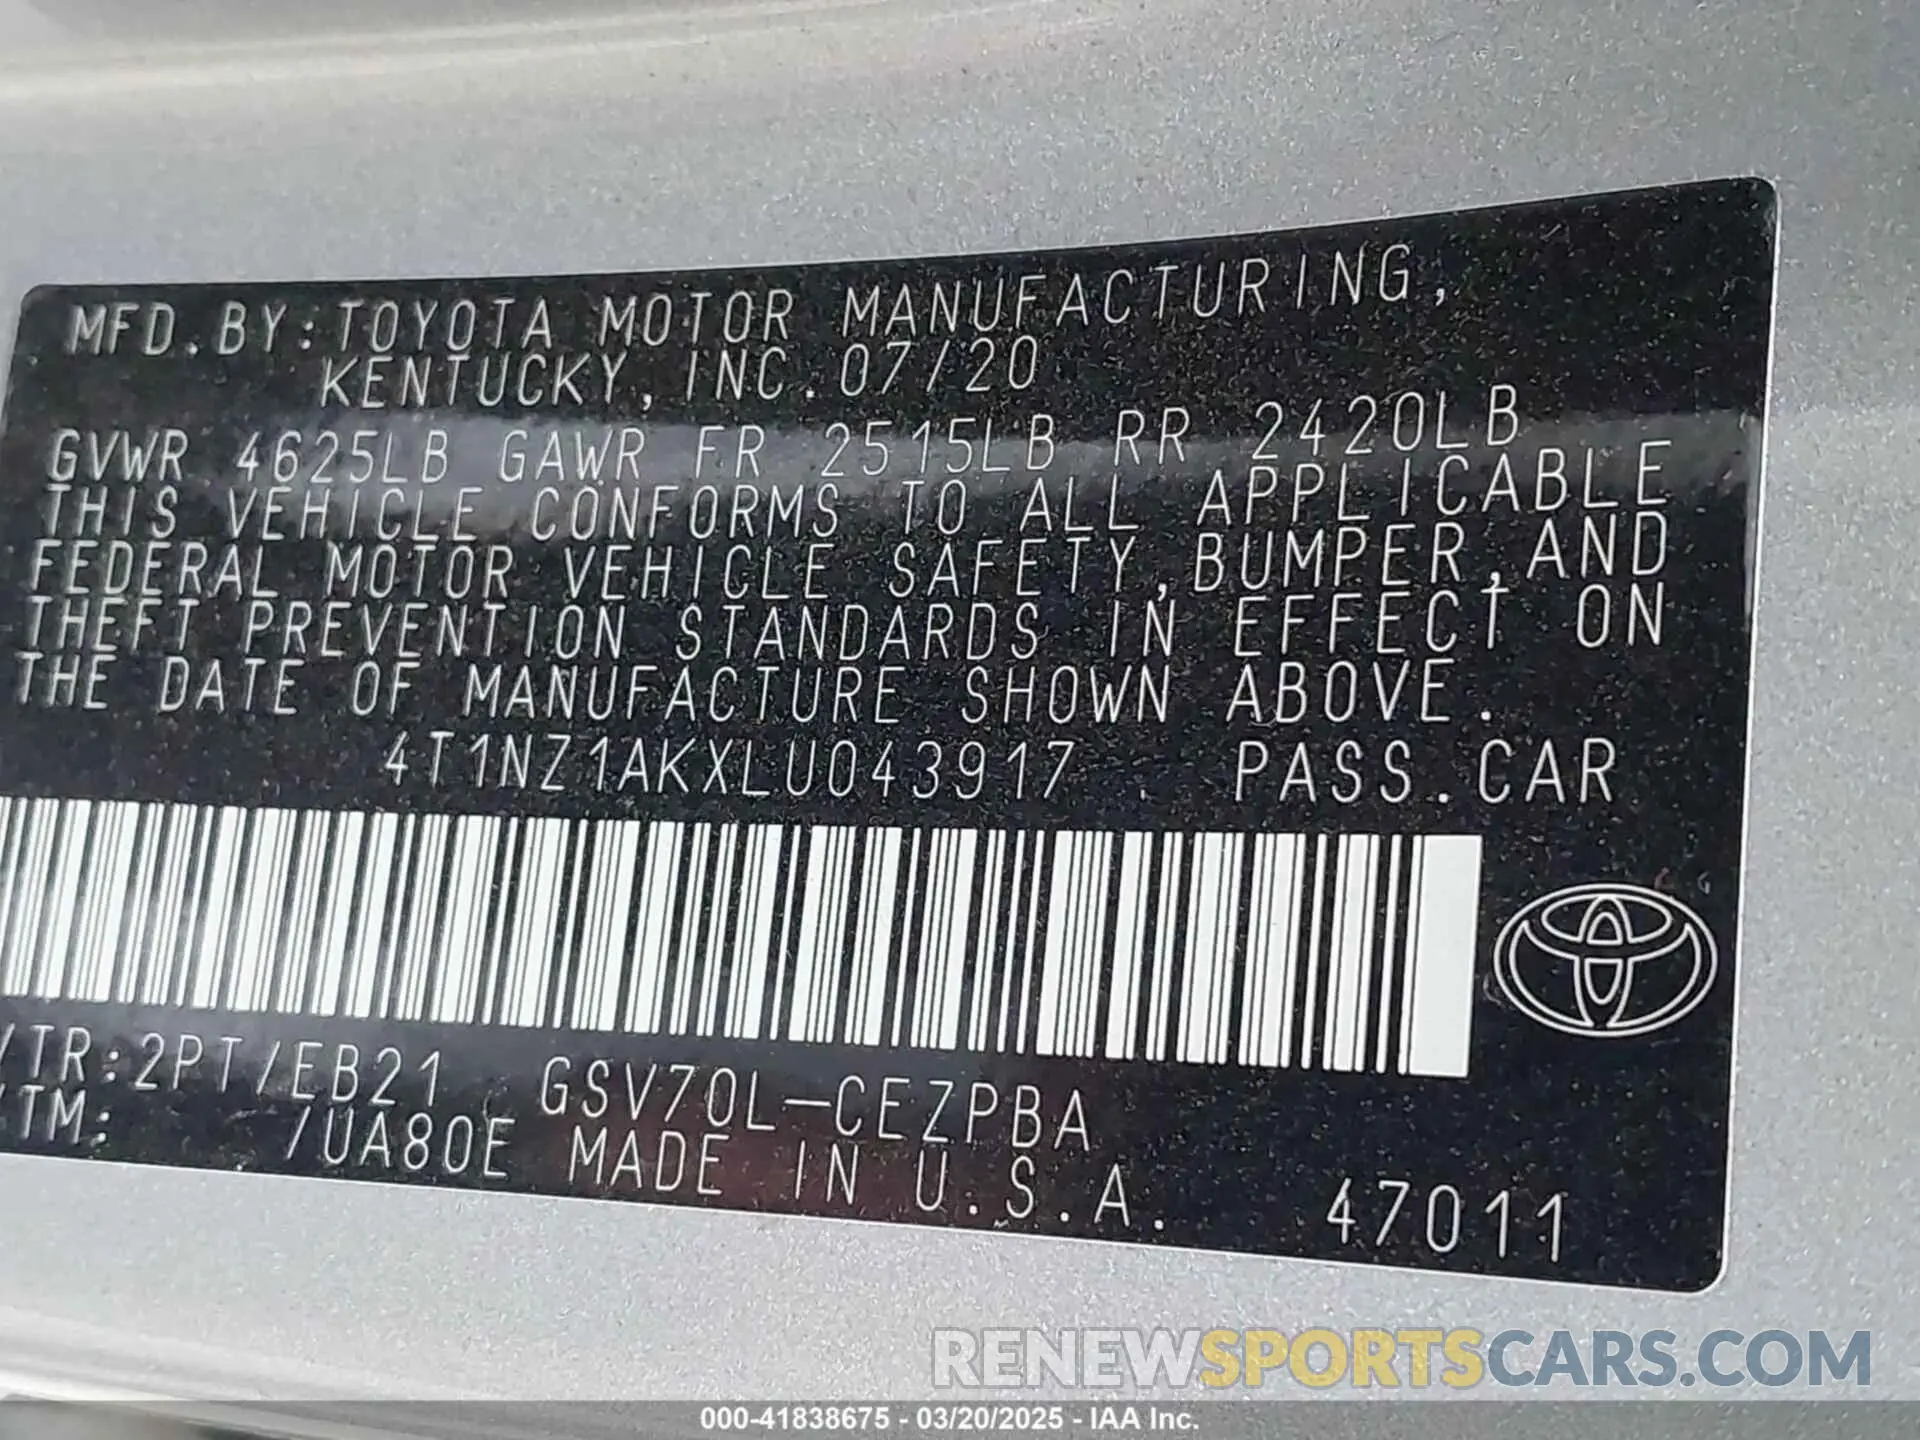 MFD.BY:TOYOTA MOTOR MANUFACTURING,
KENTUCKY, INC. 07/20
GVWR 4625LB GAWR FR 2515LB RR 2420LB
THIS VEHICLE CONFORMS TO ALL APPLICABLE
FEDERAL MOTOR VEHICLE SAFETY, BUMPER, AND
THEFT PREVENTION STANDARDS IN EFFECT ON
THE DATE OF MANUFACTURE SHOWN ABOVE.
4T1NZ1AKXLU043917 PASS.CAR
/TR:2PT/EB21 GSV70L-CEZPBA
/TM: /UA80E MADE IN U.S.A. 47011
RENEWSPORTSCARS.COM
000-41838675 - 03/20/2025 - IAA Inc.